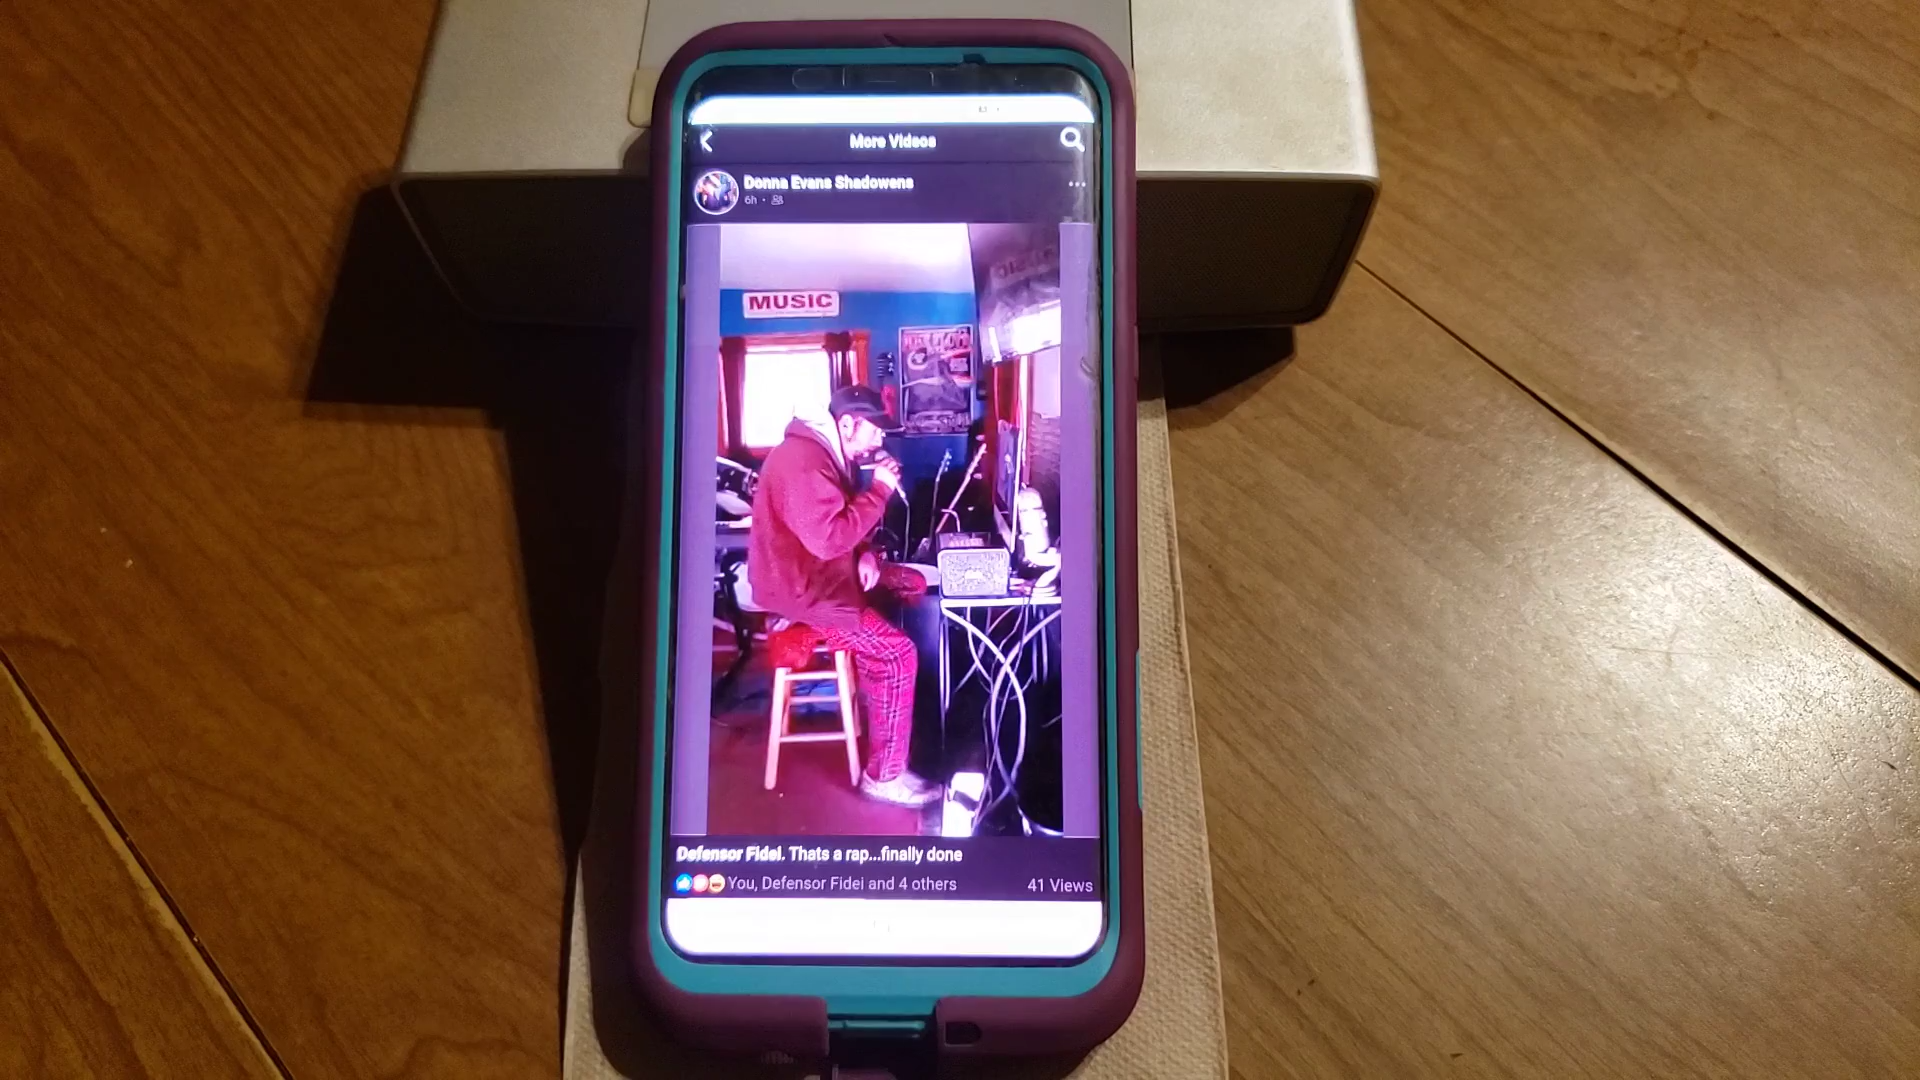 More Videos
Donna Evans Shadowens
6h ·
MUSIC
Defensor Fidei. Thats a rap...finally done
You, Defensor Fidei and 4 others
41 Views